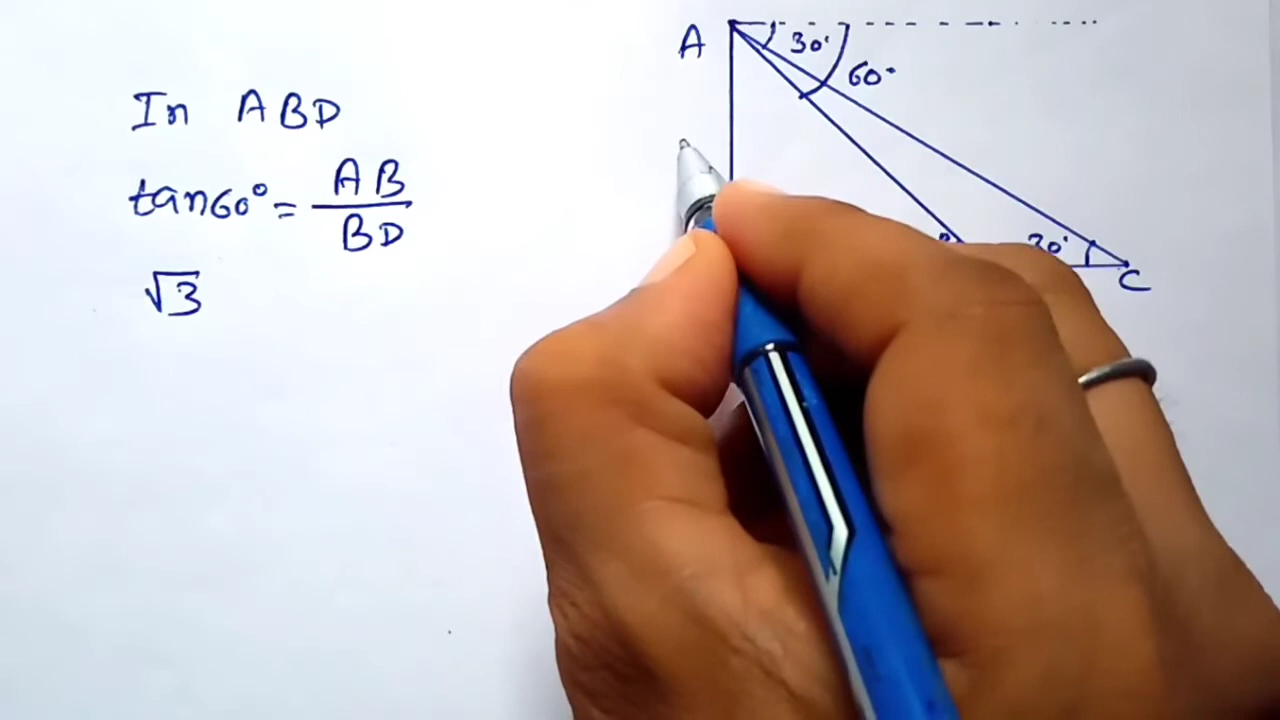 In ABD
tan60° = AB
BD
√3
A
30°
60°
30°
C